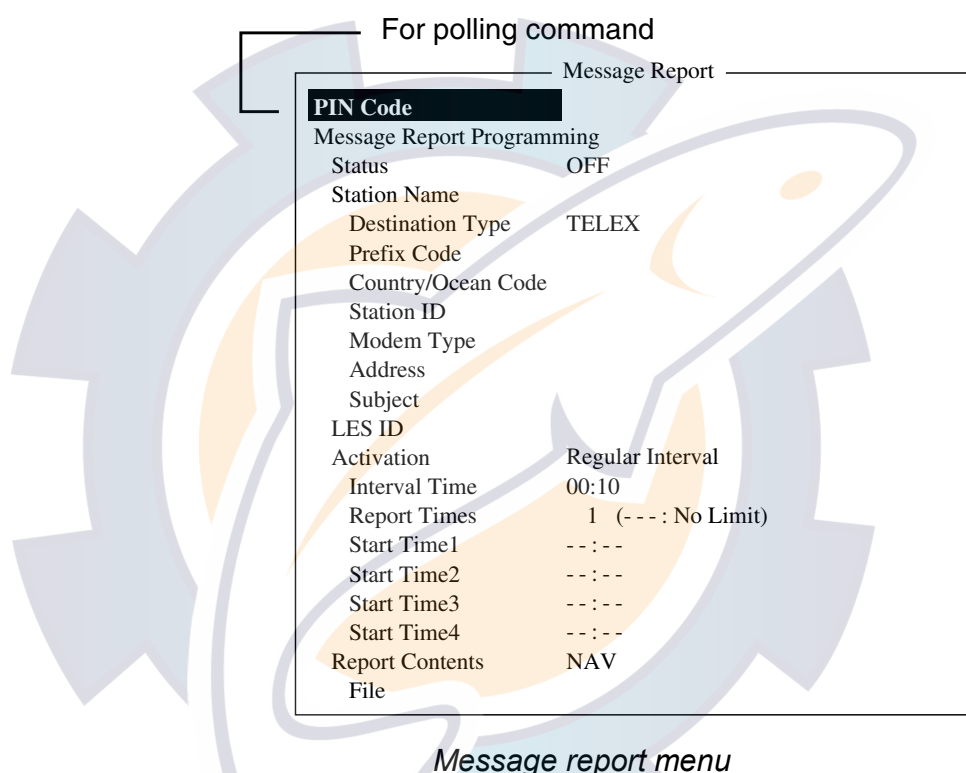 For polling command
Message Report
PIN Code
Message Report Programming
Status OFF
Station Name
Destination Type TELEX
Prefix Code
Country/Ocean Code
Station ID
Modem Type
Address
Subject
LES ID
Activation Regular Interval
Interval Time 00:10
Report Times 1 (- - - : No Limit)
Start Time1 - - : - -
Start Time2 - - : - -
Start Time3 - - : - -
Start Time4 - - : - -
Report Contents NAV
File
Message report menu